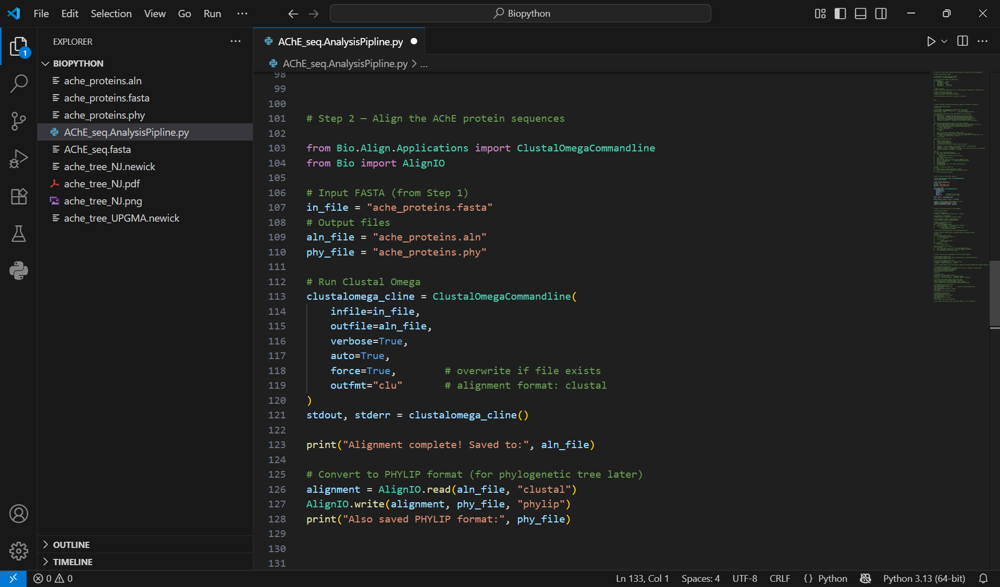 File Edit Selection View Go Run ···
Biopython
EXPLORER
BIOPYTHON
ache_proteins.aln
ache_proteins.fasta
ache_proteins.phy
AChE_seq.AnalysisPipline.py
AChE_seq.fasta
ache_tree_NJ.newick
ache_tree_NJ.pdf
ache_tree_NJ.png
ache_tree_UPGMA.newick
OUTLINE
TIMELINE
1
AChE_seq.AnalysisPipline.py
AChE_seq.AnalysisPipline.py > ...
98
99
100
101 # Step 2 – Align the AChE protein sequences
102
103 from Bio.Align.Applications import ClustalOmegaCommandline
104 from Bio import AlignIO
105
106 # Input FASTA (from Step 1)
107 in_file = "ache_proteins.fasta"
108 # Output files
109 aln_file = "ache_proteins.aln"
110 phy_file = "ache_proteins.phy"
111
112 # Run Clustal Omega
113 clustalomega_cline = ClustalOmegaCommandline(
114     infile=in_file,
115     outfile=aln_file,
116     verbose=True,
117     auto=True,
118     force=True,        # overwrite if file exists
119     outfmt="clu"       # alignment format: clustal
120 )
121 stdout, stderr = clustalomega_cline()
122
123 print("Alignment complete! Saved to:", aln_file)
124
125 # Convert to PHYLIP format (for phylogenetic tree later)
126 alignment = AlignIO.read(aln_file, "clustal")
127 AlignIO.write(alignment, phy_file, "phylip")
128 print("Also saved PHYLIP format:", phy_file)
129
130
131
0 0
Ln 133, Col 1 Spaces: 4 UTF-8 CRLF {} Python Python 3.13 (64-bit)